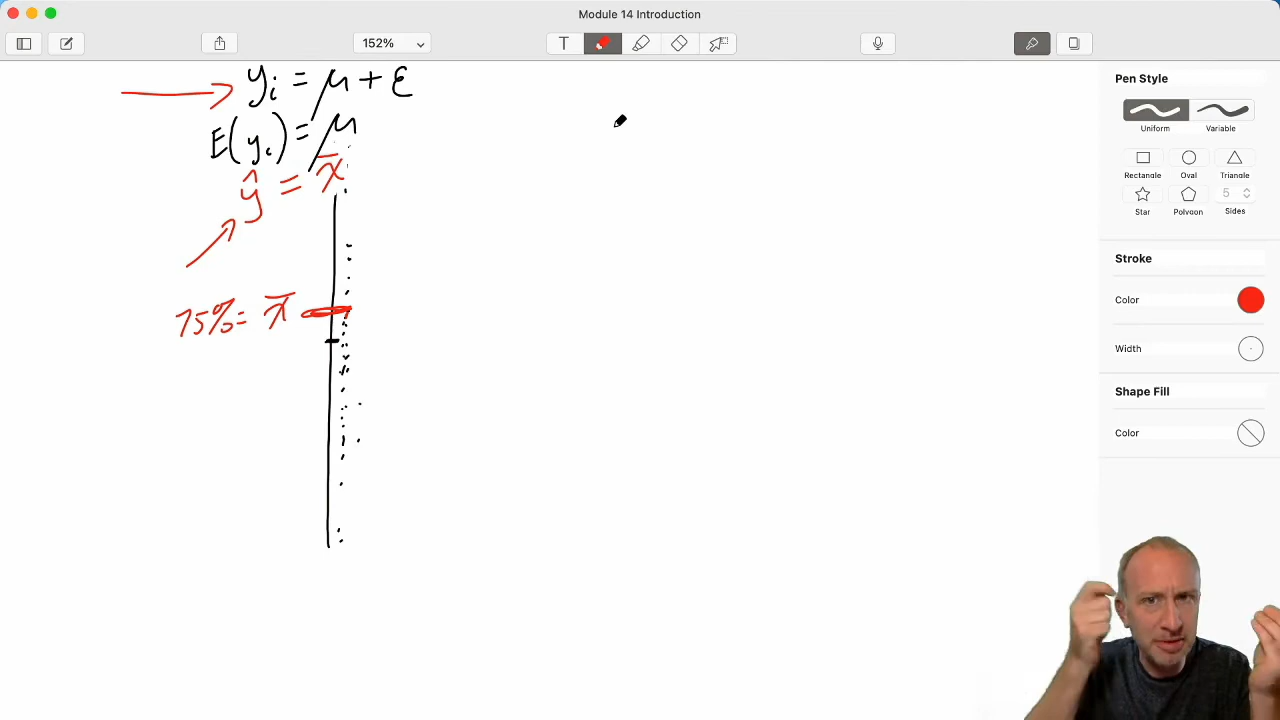 Module 14 Introduction
152%
T
yᵢ = μ + ε
E(yᵢ) = μ
ŷ = x̄
75% = x̄
Pen Style
Uniform
Variable
Rectangle
Oval
Triangle
5
Star
Polygon
Sides
Stroke
Color
Width
Shape Fill
Color